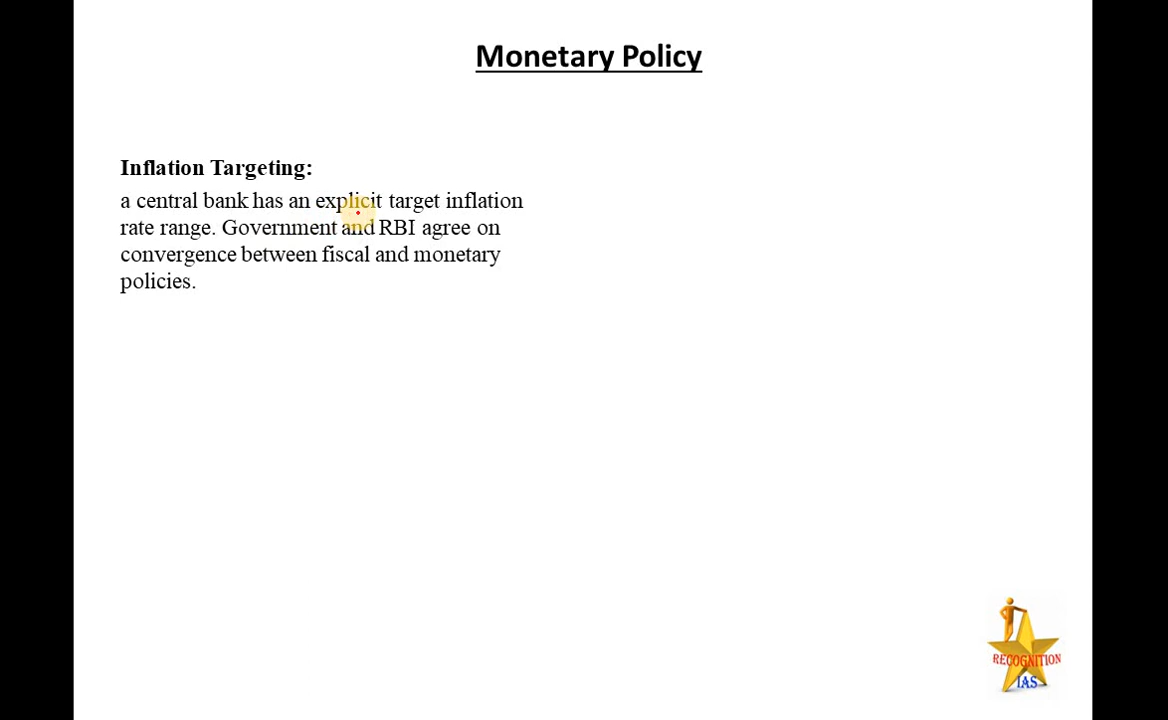 Monetary Policy
Inflation Targeting:
a central bank has an explicit target inflation
rate range. Government and RBI agree on
convergence between fiscal and monetary
policies.
RECOGNITION
IAS